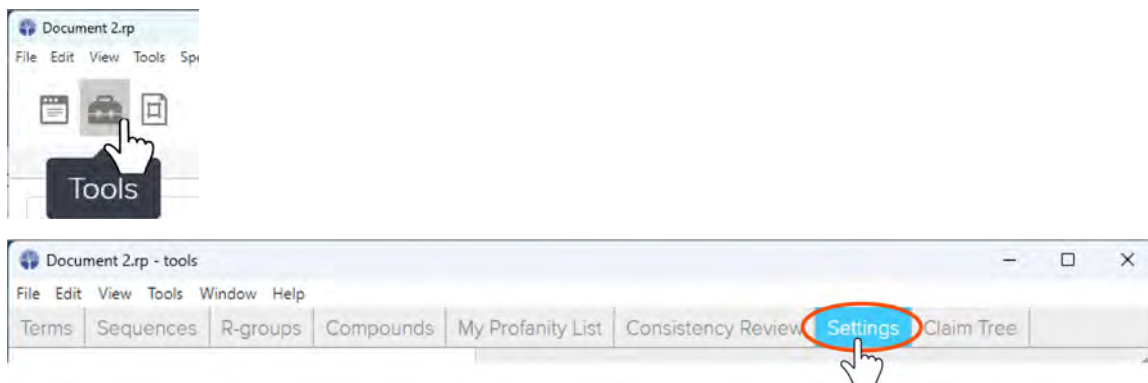 Document 2.rp
File Edit View Tools Spe
Tools
Document 2.rp - tools
File Edit View Tools Window Help
Terms Sequences R-groups Compounds My Profanity List Consistency Review Settings Claim Tree